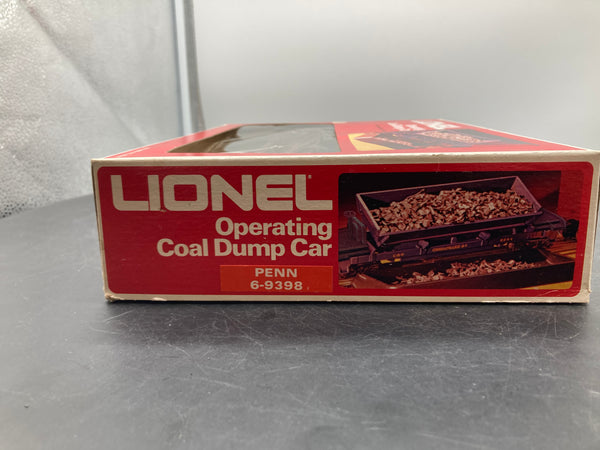 LIONEL
Operating
Coal Dump Car
PENN
6-9398